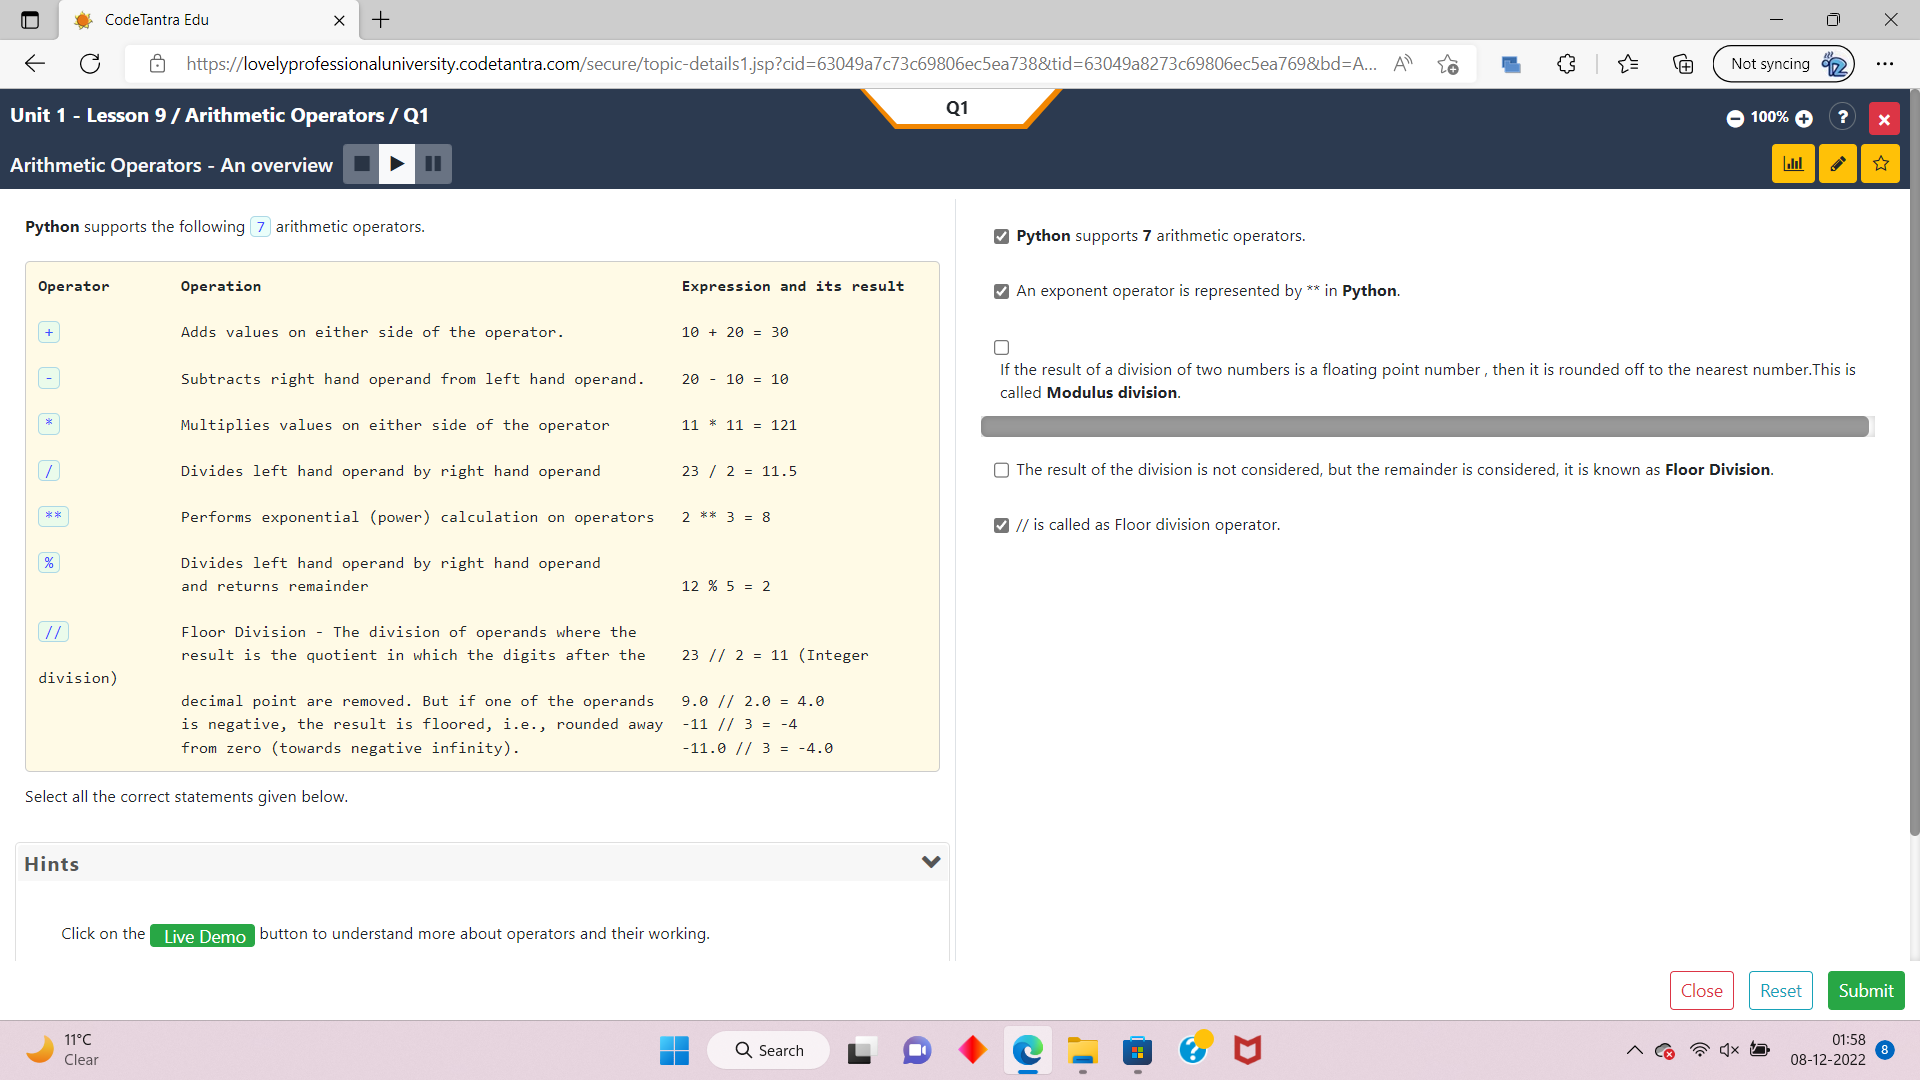 CodeTantra Edu
https://lovelyprofessionaluniversity.codetantra.com/secure/topic-details1.jsp?cid=63049a7c73c69806ec5ea738&tid=63049a8273c69806ec5ea769&bd=A...
Not syncing
Unit 1 - Lesson 9 / Arithmetic Operators / Q1
Q1
100%
?
Arithmetic Operators - An overview
Python supports the following 7 arithmetic operators.
Operator Operation Expression and its result
+ Adds values on either side of the operator. 10 + 20 = 30
- Subtracts right hand operand from left hand operand. 20 - 10 = 10
* Multiplies values on either side of the operator 11 * 11 = 121
/ Divides left hand operand by right hand operand 23 / 2 = 11.5
** Performs exponential (power) calculation on operators 2 ** 3 = 8
% Divides left hand operand by right hand operand
and returns remainder 12 % 5 = 2
// Floor Division - The division of operands where the
result is the quotient in which the digits after the 23 // 2 = 11 (Integer
division)
decimal point are removed. But if one of the operands 9.0 // 2.0 = 4.0
is negative, the result is floored, i.e., rounded away -11 // 3 = -4
from zero (towards negative infinity). -11.0 // 3 = -4.0
Select all the correct statements given below.
Hints
Click on the Live Demo button to understand more about operators and their working.
Python supports 7 arithmetic operators.
An exponent operator is represented by ** in Python.
If the result of a division of two numbers is a floating point number , then it is rounded off to the nearest number.This is
called Modulus division.
The result of the division is not considered, but the remainder is considered, it is known as Floor Division.
// is called as Floor division operator.
Close
Reset
Submit
11°C
Clear
Search
01:58
08-12-2022
8